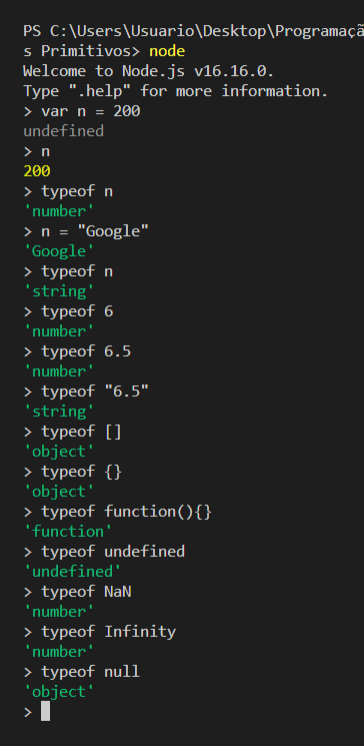 PS C:\Users\Usuario\Desktop\Programaçã
s Primitivos> node
Welcome to Node.js v16.16.0.
Type ".help" for more information.
> var n = 200
undefined
> n
200
> typeof n
'number'
> n = "Google"
'Google'
> typeof n
'string'
> typeof 6
'number'
> typeof 6.5
'number'
> typeof "6.5"
'string'
> typeof []
'object'
> typeof {}
'object'
> typeof function(){}
'function'
> typeof undefined
'undefined'
> typeof NaN
'number'
> typeof Infinity
'number'
> typeof null
'object'
>